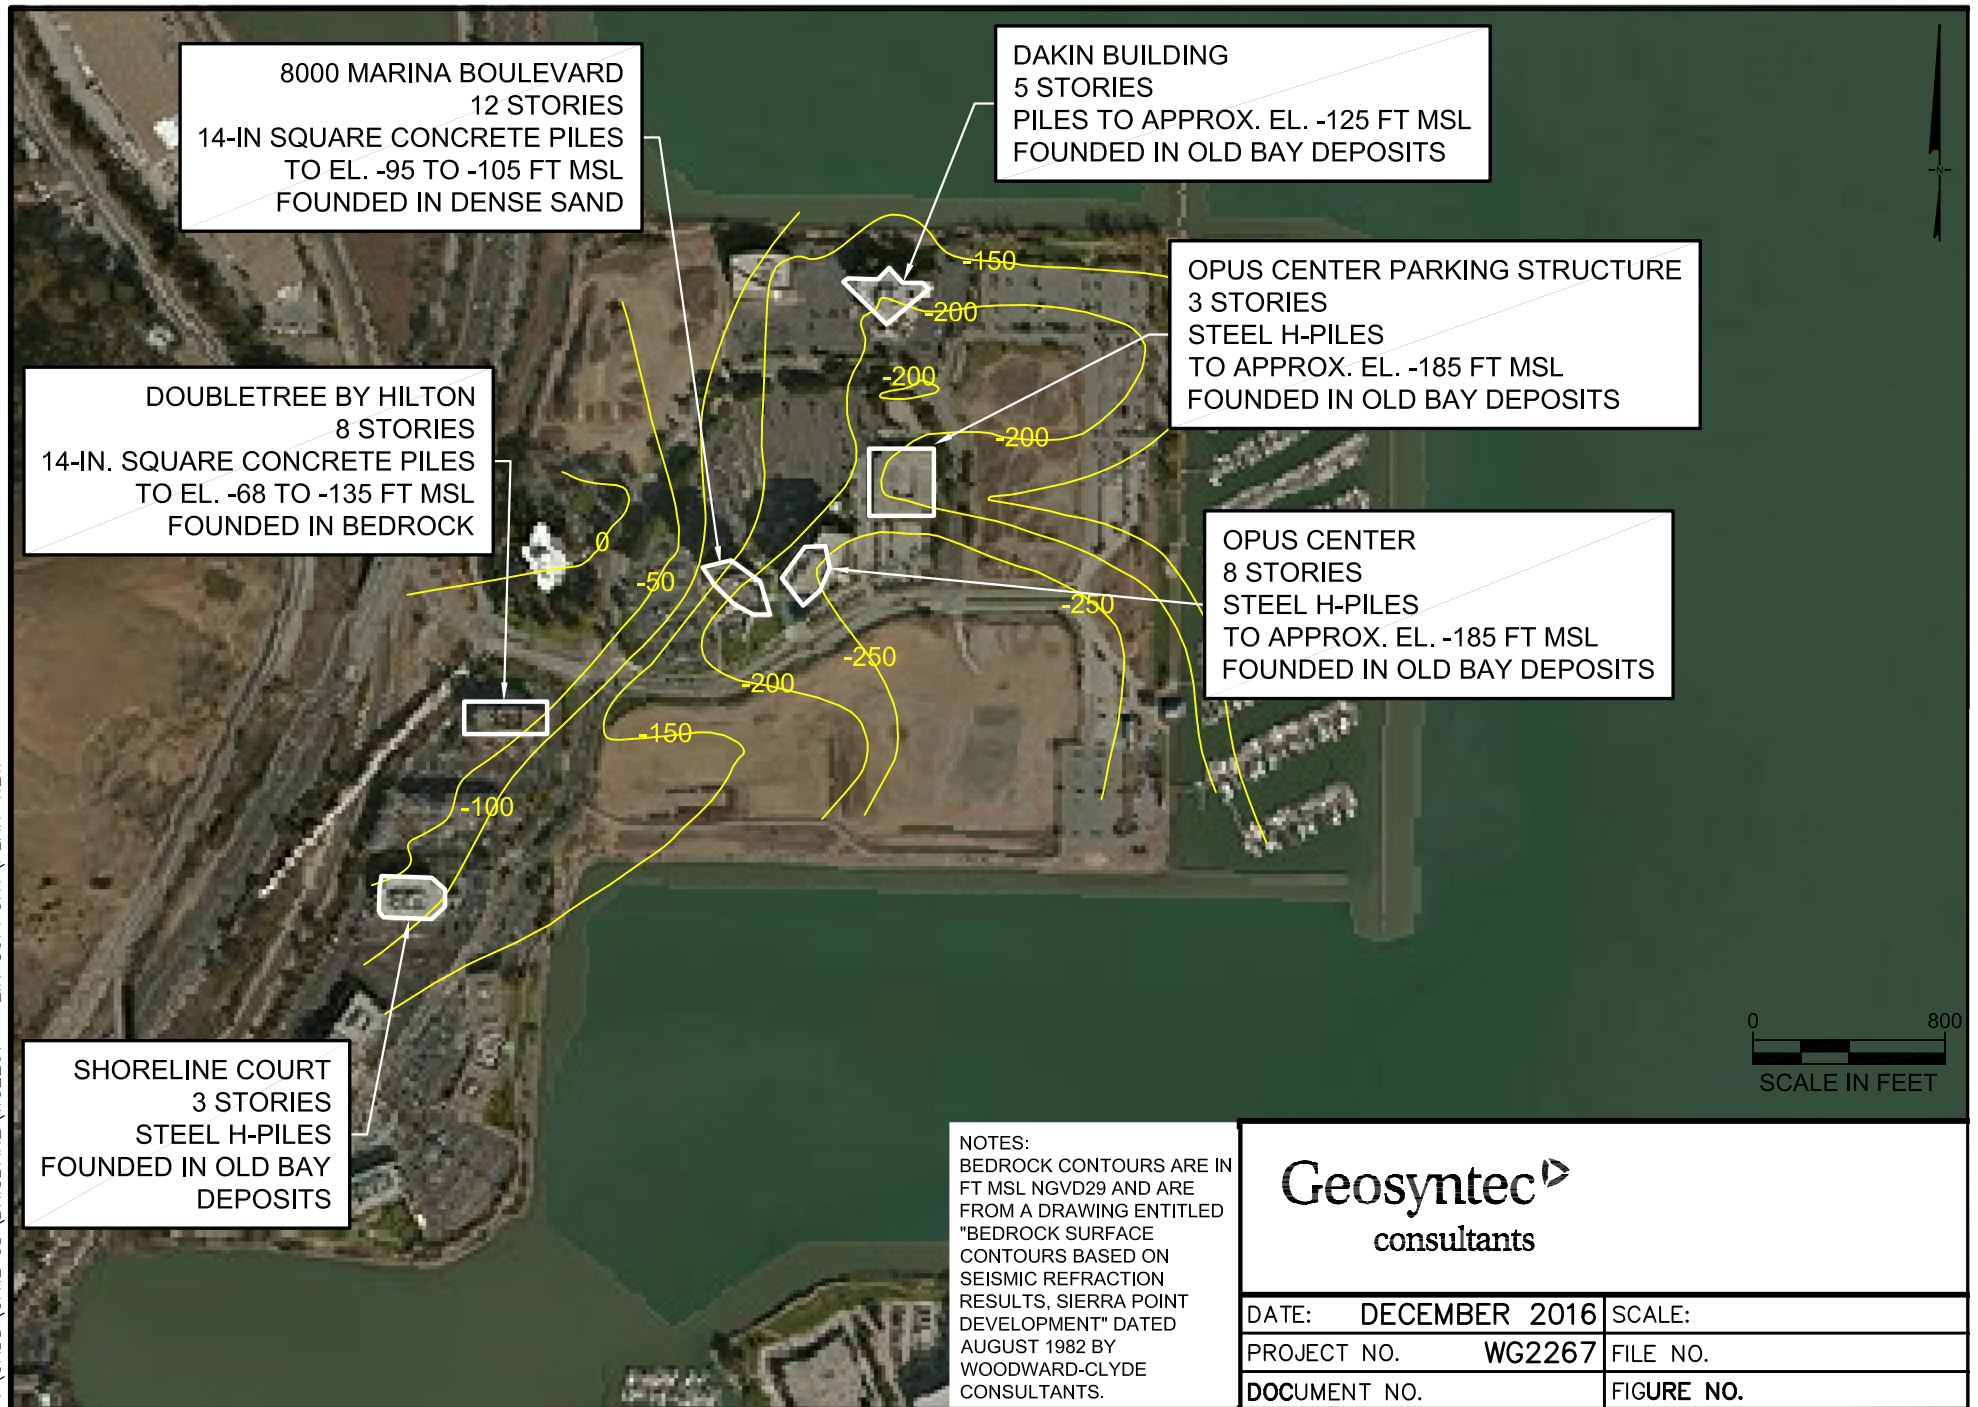 8000 MARINA BOULEVARD
12 STORIES
14-IN SQUARE CONCRETE PILES
TO EL. -95 TO -105 FT MSL
FOUNDED IN DENSE SAND
DAKIN BUILDING
5 STORIES
PILES TO APPROX. EL. -125 FT MSL
FOUNDED IN OLD BAY DEPOSITS
-N-
OPUS CENTER PARKING STRUCTURE
3 STORIES
STEEL H-PILES
TO APPROX. EL. -185 FT MSL
FOUNDED IN OLD BAY DEPOSITS
DOUBLETREE BY HILTON
8 STORIES
14-IN. SQUARE CONCRETE PILES
TO EL. -68 TO -135 FT MSL
FOUNDED IN BEDROCK
OPUS CENTER
8 STORIES
STEEL H-PILES
TO APPROX. EL. -185 FT MSL
FOUNDED IN OLD BAY DEPOSITS
-150
-200
-200
-200
0
-50
-250
-250
-200
-150
-100
SHORELINE COURT
3 STORIES
STEEL H-PILES
FOUNDED IN OLD BAY
DEPOSITS
0 800
SCALE IN FEET
NOTES:
BEDROCK CONTOURS ARE IN
FT MSL NGVD29 AND ARE
FROM A DRAWING ENTITLED
"BEDROCK SURFACE
CONTOURS BASED ON
SEISMIC REFRACTION
RESULTS, SIERRA POINT
DEVELOPMENT" DATED
AUGUST 1982 BY
WOODWARD-CLYDE
CONSULTANTS.
Geosyntec
consultants
DATE: DECEMBER 2016 SCALE:
PROJECT NO. WG2267 FILE NO.
DOCUMENT NO. FIGURE NO.